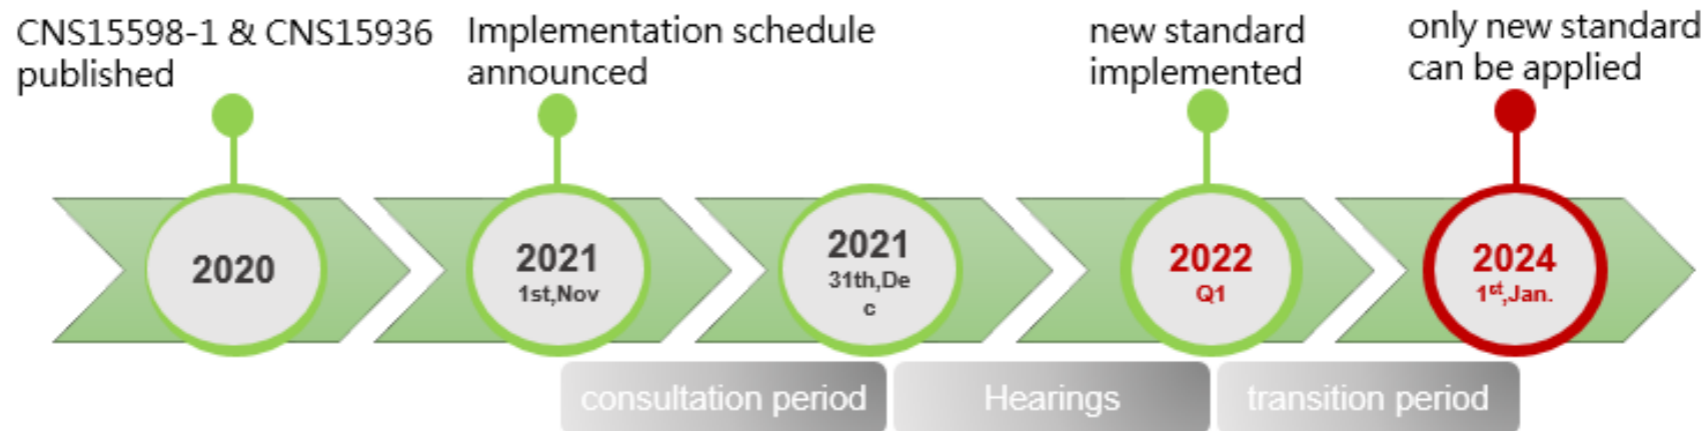 CNS15598-1 & CNS15936
published
Implementation schedule
announced
new standard
implemented
only new standard
can be applied
2020
2021
1st,Nov
2021
31th,De
c
2022
Q1
2024
1st,Jan.
consultation period
Hearings
transition period